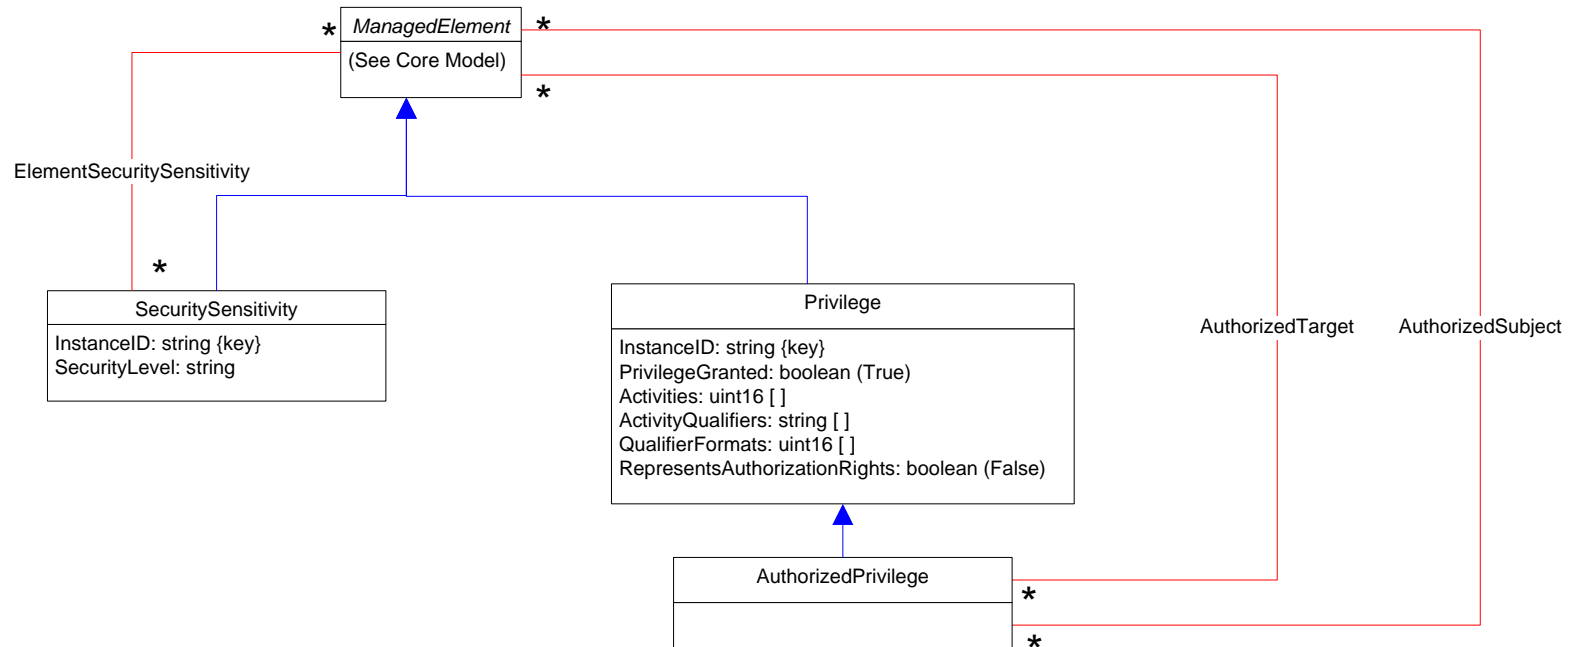 *
ManagedElement
*
(See Core Model)
*
ElementSecuritySensitivity
*
SecuritySensitivity
InstanceID: string {key}
SecurityLevel: string
Privilege
InstanceID: string {key}
PrivilegeGranted: boolean (True)
Activities: uint16 [ ]
ActivityQualifiers: string [ ]
QualifierFormats: uint16 [ ]
RepresentsAuthorizationRights: boolean (False)
AuthorizedTarget
AuthorizedSubject
AuthorizedPrivilege
*
*